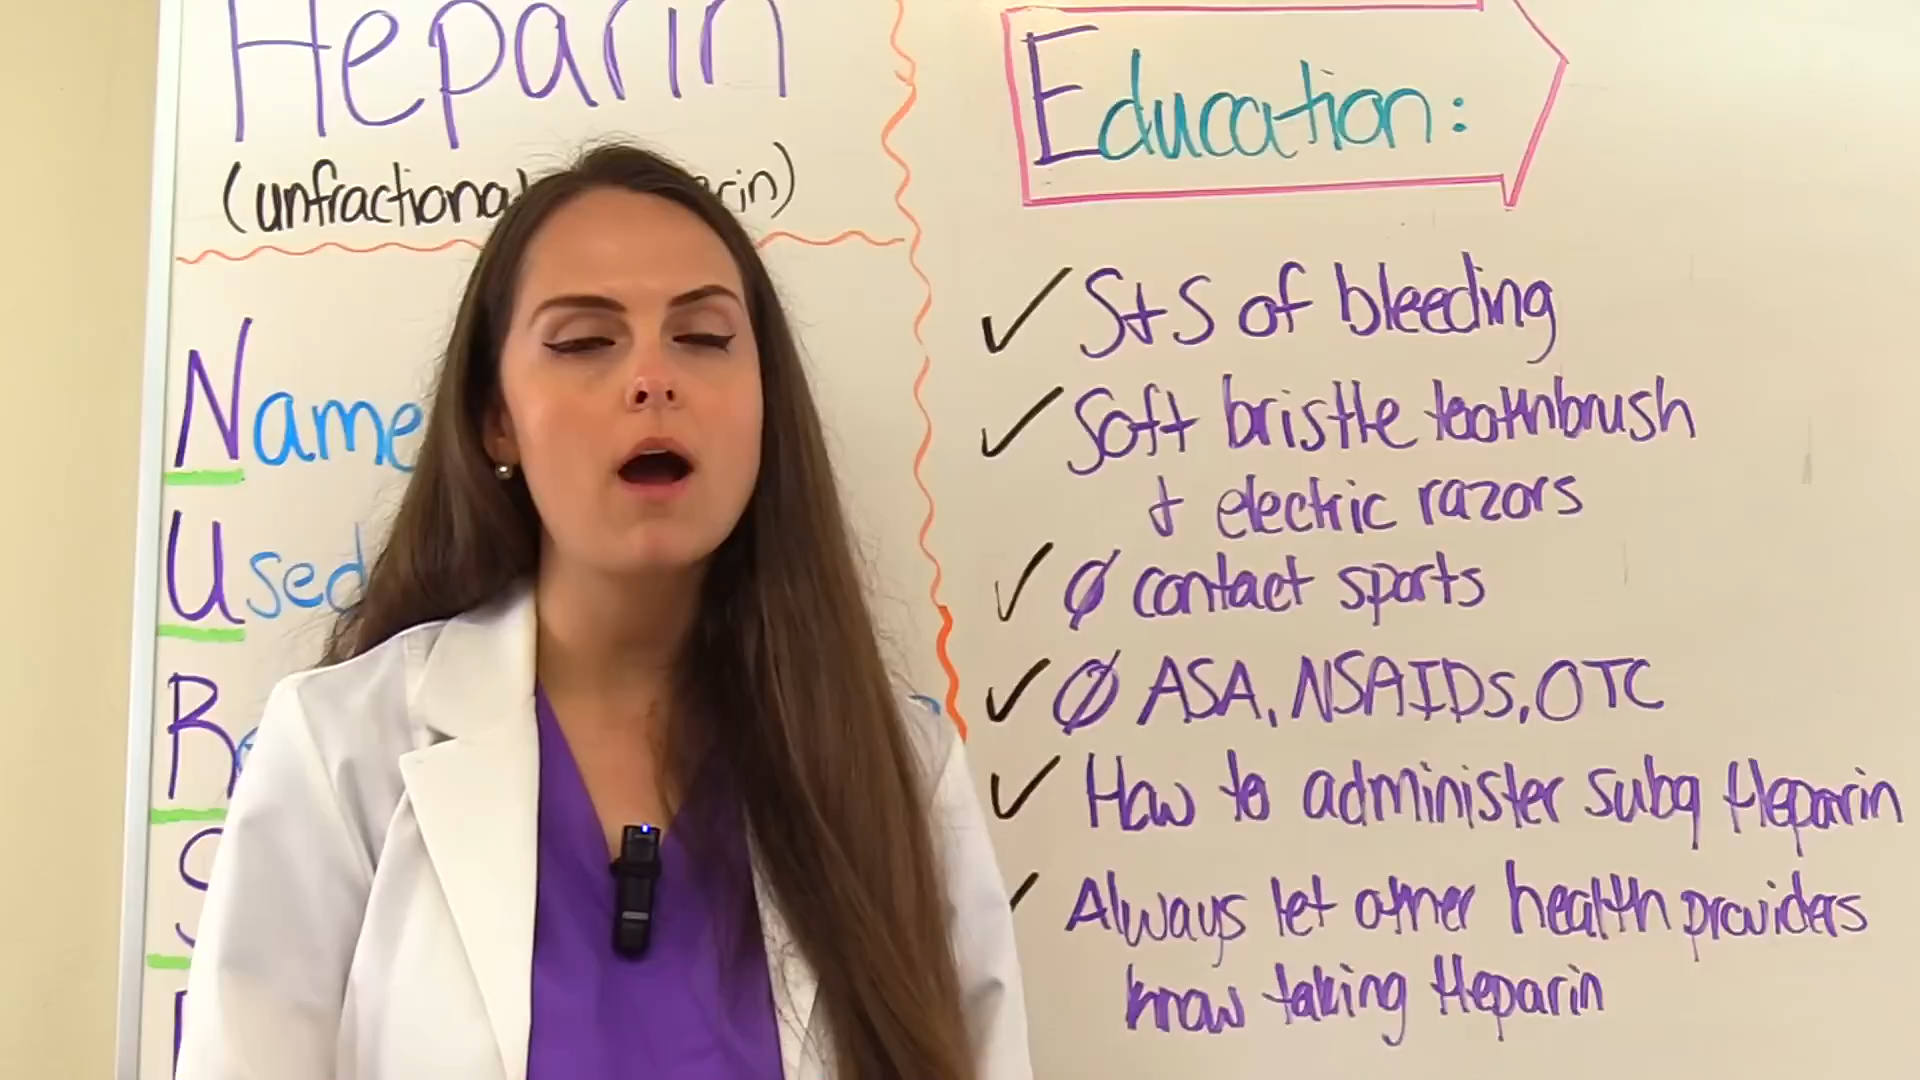 Heparin
(unfractiona
Name
Used
R
S
Education:
✓ S+S of bleeding
✓ Soft bristle toothbrush
+ electric razors
✓ Ø contact sports
✓ Ø ASA, NSAIDs, OTC
✓ How to administer subq Heparin
✓ Always let other health providers
know taking Heparin